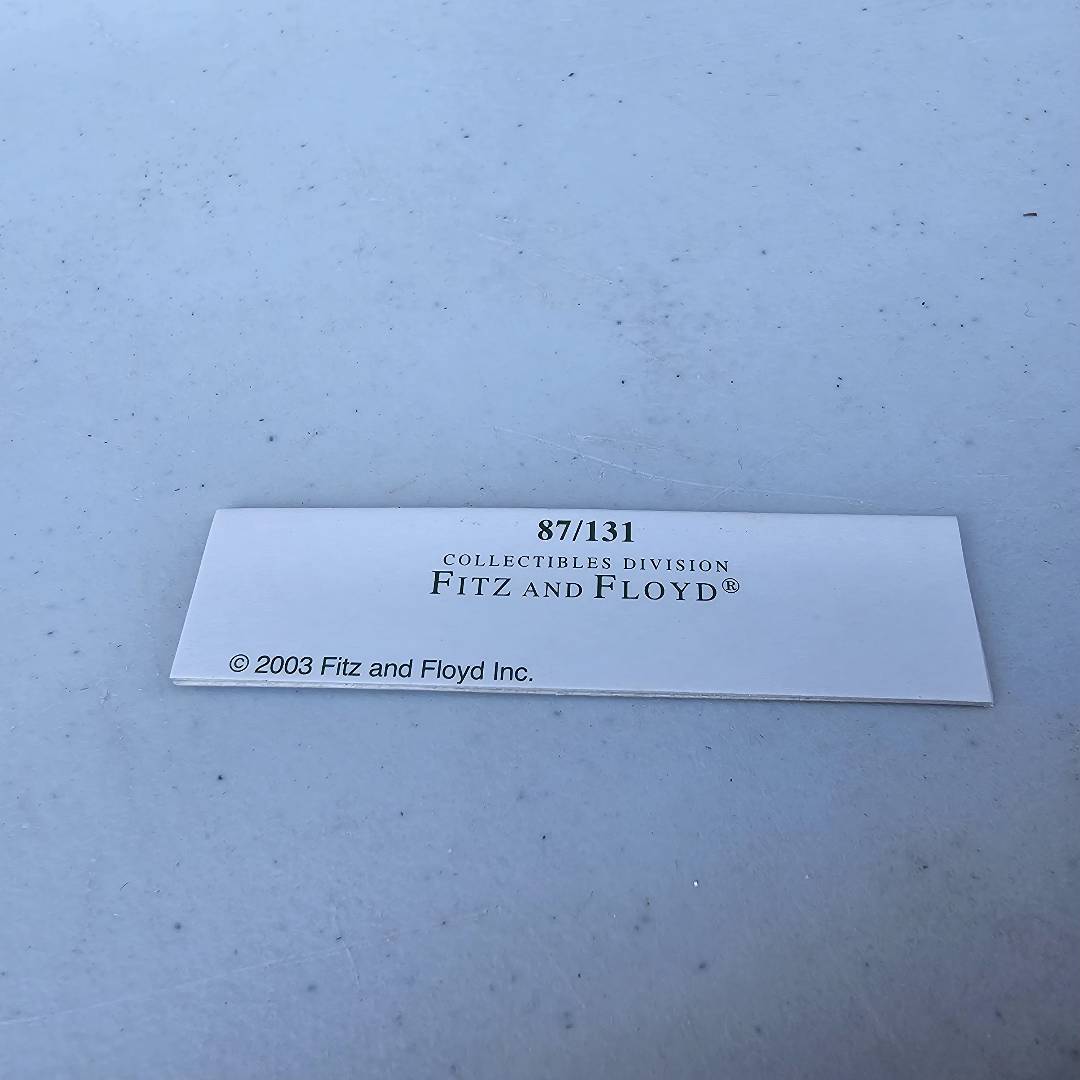 87/131
COLLECTIBLES DIVISION
FITZ AND FLOYD®
© 2003 Fitz and Floyd Inc.